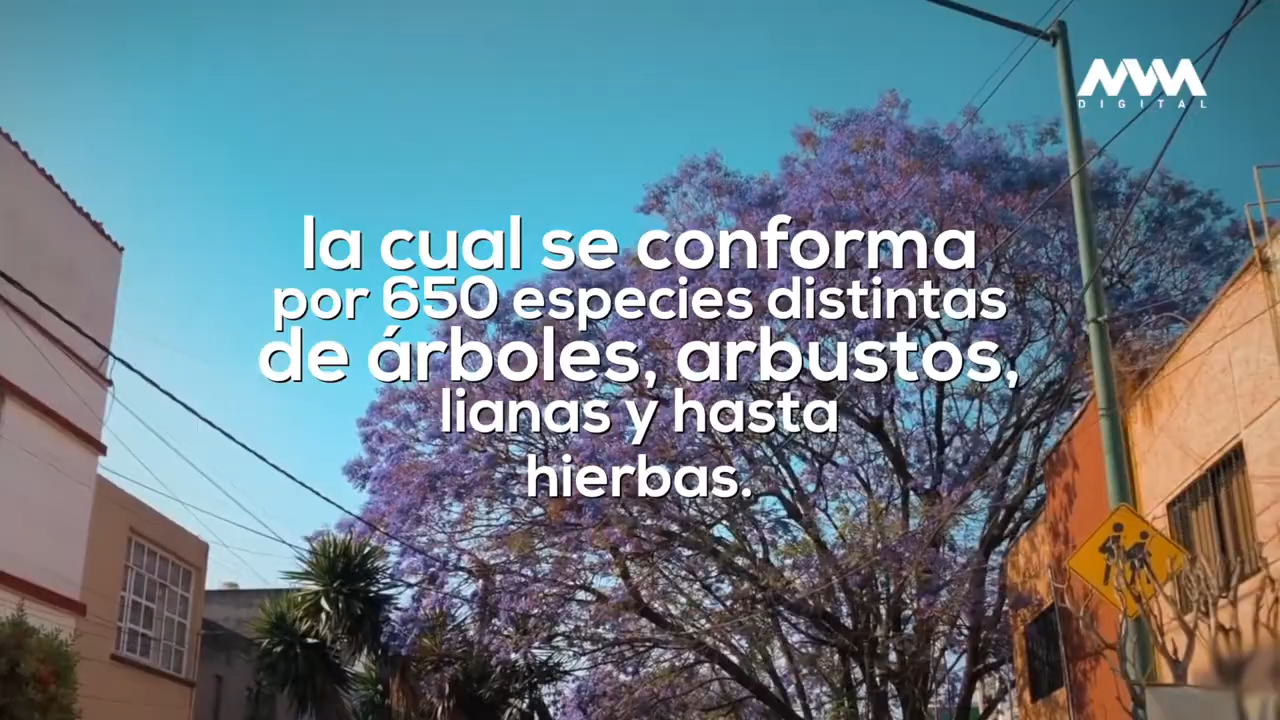 MVM
DIGITAL
la cual se conforma
por 650 especies distintas
de árboles, arbustos,
lianas y hasta
hierbas.